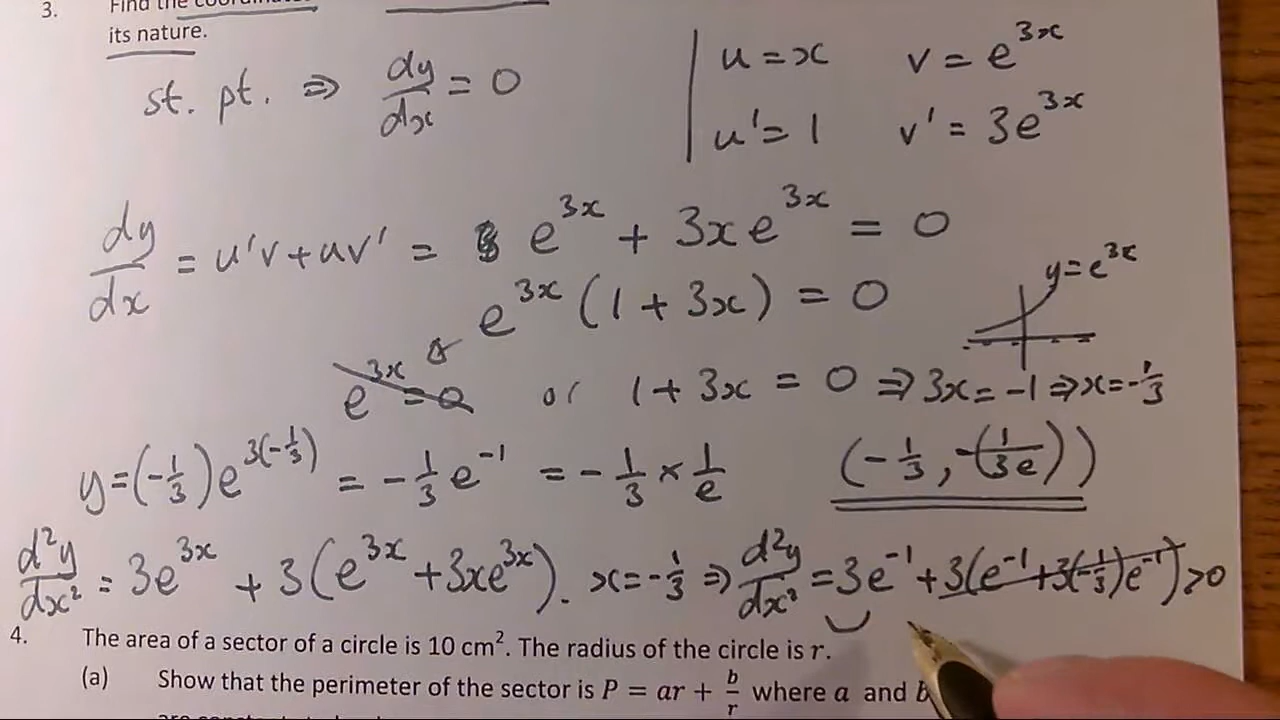 3. Find the
its nature.
st. pt. ⇒ dy/dx = 0
u = x v = e^{3x}
u' = 1 v' = 3e^{3x}
dy/dx = u'v + uv' = e^{3x} + 3xe^{3x} = 0
e^{3x}(1 + 3x) = 0
y = e^{3x}
e^{3x} = 0 or 1 + 3x = 0 ⇒ 3x = -1 ⇒ x = -1/3
y = (-1/3)e^{3(-1/3)} = -1/3 e^{-1} = -1/3 × 1/e (-1/3, -(1/3e))
d²y/dx² = 3e^{3x} + 3(e^{3x} + 3xe^{3x}). x = -1/3 ⇒ d²y/dx² = 3e^{-1} + 3(e^{-1} + 3(-1/3)e^{-1}) > 0
4. The area of a sector of a circle is 10 cm². The radius of the circle is r.
(a) Show that the perimeter of the sector is P = ar + b/r where a and b